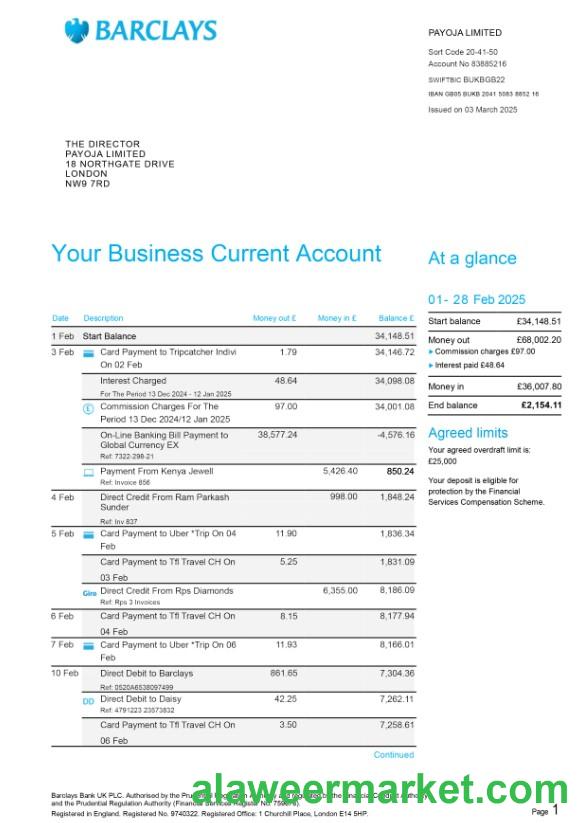 BARCLAYS
PAYOJA LIMITED
Sort Code 20-41-50
Account No 83885216
SWIFTBIC BUKBGB22
IBAN GB05 BUKB 2041 5083 8852 16
Issued on 03 March 2025
THE DIRECTOR
PAYOJA LIMITED
18 NORTHGATE DRIVE
LONDON
NW9 7RD
Your Business Current Account
Date Description Money out £ Money in £ Balance £
1 Feb Start Balance 34,148.51
3 Feb Card Payment to Tripcatcher Indivi 1.79 34,146.72
On 02 Feb
Interest Charged 48.64 34,098.08
For The Period 13 Dec 2024 - 12 Jan 2025
£ Commission Charges For The 97.00 34,001.08
Period 13 Dec 2024/12 Jan 2025
On-Line Banking Bill Payment to 38,577.24 -4,576.16
Global Currency EX
Ref: 7322-298-21
Payment From Kenya Jewell 5,426.40 850.24
Ref: Invoice 856
4 Feb Direct Credit From Ram Parkash 998.00 1,848.24
Sunder
Ref: Inv 837
5 Feb Card Payment to Uber *Trip On 04 11.90 1,836.34
Feb
Card Payment to Tfl Travel CH On 5.25 1,831.09
03 Feb
Giro Direct Credit From Rps Diamonds 6,355.00 8,186.09
Ref: Rps 3 Invoices
6 Feb Card Payment to Tfl Travel CH On 8.15 8,177.94
04 Feb
7 Feb Card Payment to Uber *Trip On 06 11.93 8,166.01
Feb
10 Feb Direct Debit to Barclays 861.65 7,304.36
Ref: 0520A6538097499
DD Direct Debit to Daisy 42.25 7,262.11
Ref: 4791223 23573832
Card Payment to Tfl Travel CH On 3.50 7,258.61
06 Feb
Continued
At a glance
01- 28 Feb 2025
Start balance £34,148.51
Money out £68,002.20
Commission charges £97.00
Interest paid £48.64
Money in £36,007.80
End balance £2,154.11
Agreed limits
Your agreed overdraft limit is:
£25,000
Your deposit is eligible for
protection by the Financial
Services Compensation Scheme.
Barclays Bank UK PLC. Authorised by the and regulated by the Financial Conduct
and the Prudential Regulation Authority (Financial Services Register No.
Registered in England. Registered No. 9740322. Registered Office: 1 Churchill Place, London E14 5HP.
alaweermarket.com
Page 1